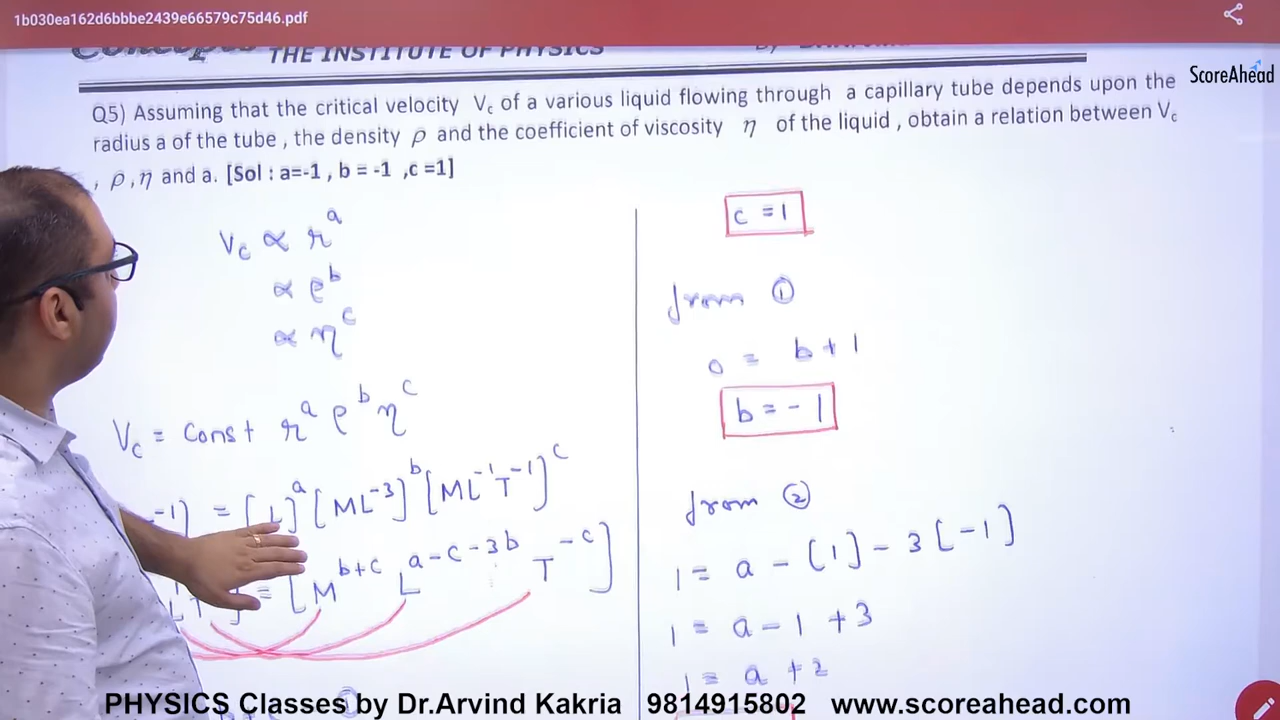 1b030ea162d6bbbe2439e66579c75d46.pdf
Concepts THE INSTITUTE OF PHYSICS By
ScoreAhead
Q5) Assuming that the critical velocity Vc of a various liquid flowing through a capillary tube depends upon the
radius a of the tube , the density ρ and the coefficient of viscosity η of the liquid , obtain a relation between Vc
, ρ , η and a. [Sol : a=-1 , b = -1 ,c =1]
Vc ∝ r^a
∝ ρ^b
∝ η^c
Vc = Const r^a ρ^b η^c
-1] = [L]^a [ML^-3]^b [ML^-1 T^-1]^c
= [M^b+c L^a-c-3b T^-c]
c = 1
from ①
0 = b + 1
b = - 1
from ②
1 = a - (1) - 3 [-1]
1 = a - 1 + 3
1 = a + 2
PHYSICS Classes by Dr.Arvind Kakria 9814915802 www.scoreahead.com